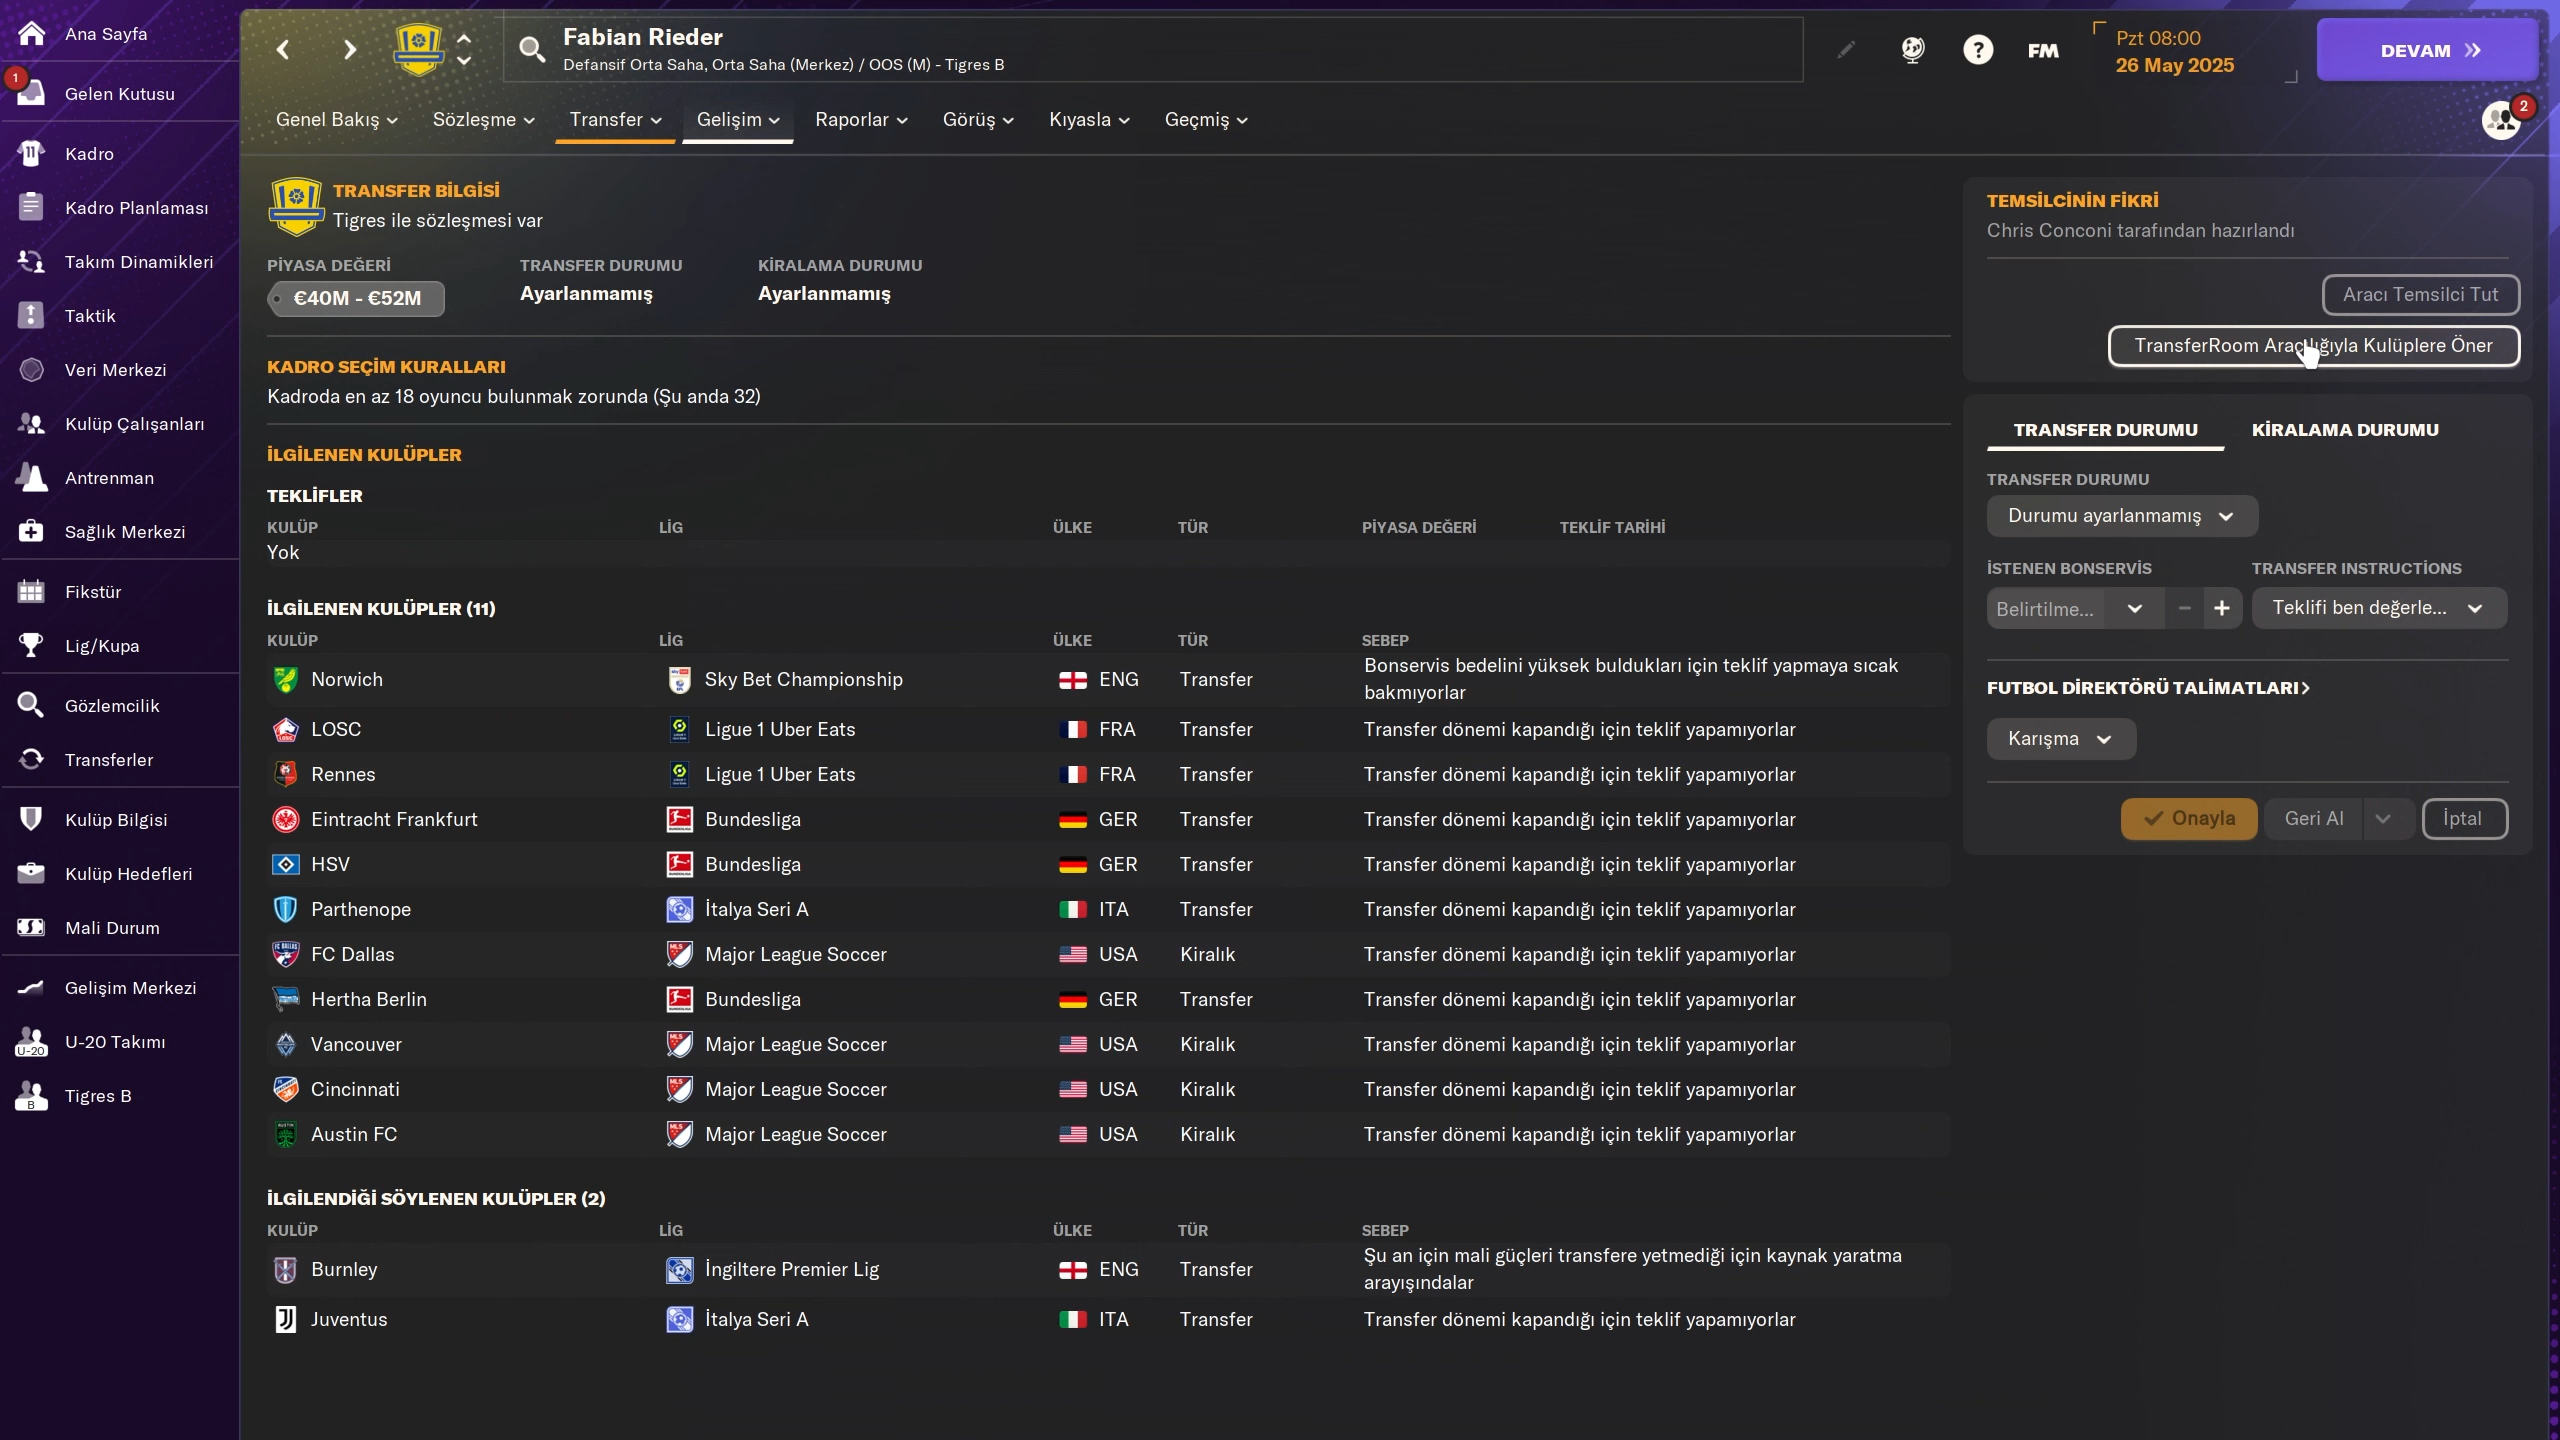 Ana Sayfa
1
Gelen Kutusu
11
Kadro
Kadro Planlaması
Takım Dinamikleri
Taktik
Veri Merkezi
Kulüp Çalışanları
Antrenman
Sağlık Merkezi
Fikstür
Lig/Kupa
Gözlemcilik
Transferler
Kulüp Bilgisi
Kulüp Hedefleri
Mali Durum
Gelişim Merkezi
U-20
U-20 Takımı
B
Tigres B
Fabian Rieder
Defansif Orta Saha, Orta Saha (Merkez) / OOS (M) - Tigres B
?
FM
Pzt 08:00
26 May 2025
DEVAM
2
Genel Bakış
Sözleşme
Transfer
Gelişim
Raporlar
Görüş
Kıyasla
Geçmiş
TRANSFER BİLGİSİ
Tigres ile sözleşmesi var
PİYASA DEĞERİ
TRANSFER DURUMU
KİRALAMA DURUMU
€40M - €52M
Ayarlanmamış
Ayarlanmamış
KADRO SEÇİM KURALLARI
Kadroda en az 18 oyuncu bulunmak zorunda (Şu anda 32)
İLGİLENEN KULÜPLER
TEKLİFLER
KULÜP LİG ÜLKE TÜR PİYASA DEĞERİ TEKLİF TARİHİ
Yok
İLGİLENEN KULÜPLER (11)
KULÜP LİG ÜLKE TÜR SEBEP
Norwich Sky Bet Championship ENG Transfer Bonservis bedelini yüksek buldukları için teklif yapmaya sıcak
bakmıyorlar
LOSC Ligue 1 Uber Eats FRA Transfer Transfer dönemi kapandığı için teklif yapamıyorlar
Rennes Ligue 1 Uber Eats FRA Transfer Transfer dönemi kapandığı için teklif yapamıyorlar
Eintracht Frankfurt Bundesliga GER Transfer Transfer dönemi kapandığı için teklif yapamıyorlar
HSV Bundesliga GER Transfer Transfer dönemi kapandığı için teklif yapamıyorlar
Parthenope İtalya Seri A ITA Transfer Transfer dönemi kapandığı için teklif yapamıyorlar
FC Dallas Major League Soccer USA Kiralık Transfer dönemi kapandığı için teklif yapamıyorlar
Hertha Berlin Bundesliga GER Transfer Transfer dönemi kapandığı için teklif yapamıyorlar
Vancouver Major League Soccer USA Kiralık Transfer dönemi kapandığı için teklif yapamıyorlar
Cincinnati Major League Soccer USA Kiralık Transfer dönemi kapandığı için teklif yapamıyorlar
Austin FC Major League Soccer USA Kiralık Transfer dönemi kapandığı için teklif yapamıyorlar
İLGİLENDİĞİ SÖYLENEN KULÜPLER (2)
KULÜP LİG ÜLKE TÜR SEBEP
Burnley İngiltere Premier Lig ENG Transfer Şu an için mali güçleri transfere yetmediği için kaynak yaratma
arayışındalar
Juventus İtalya Seri A ITA Transfer Transfer dönemi kapandığı için teklif yapamıyorlar
TEMSİLCİNİN FİKRİ
Chris Conconi tarafından hazırlandı
Aracı Temsilci Tut
TransferRoom Aracılığıyla Kulüplere Öner
TRANSFER DURUMU
KİRALAMA DURUMU
TRANSFER DURUMU
Durumu ayarlanmamış
İSTENEN BONSERVİS
TRANSFER INSTRUCTİONS
Belirtilme... − +
Teklifi ben değerle...
FUTBOL DİREKTÖRÜ TALİMATLARI
Karışma
Onayla
Geri Al
İptal